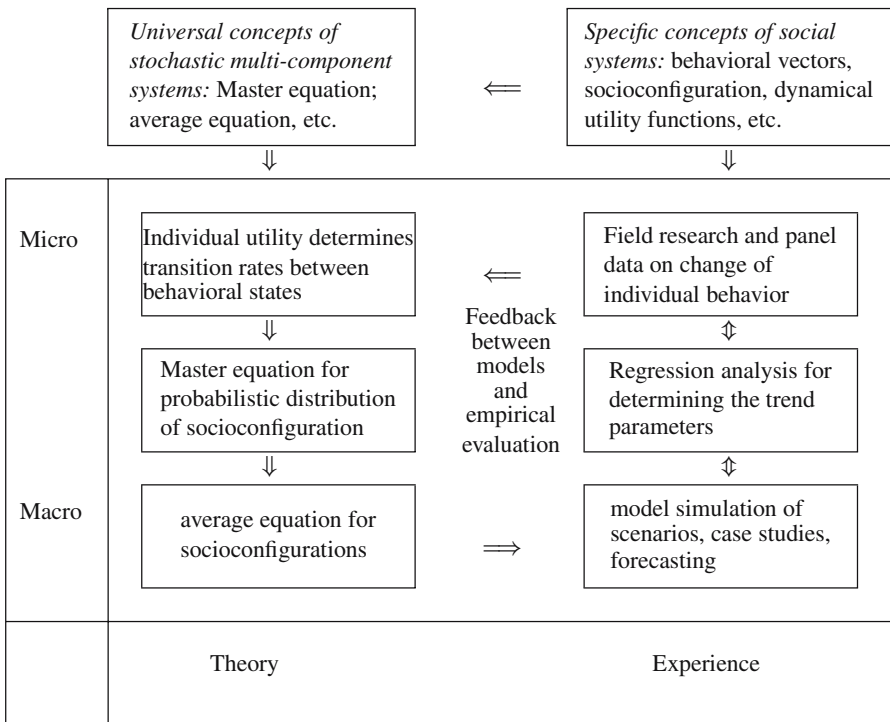 Universal concepts of
stochastic multi-component
systems: Master equation;
average equation, etc.
⇐
Specific concepts of social
systems: behavioral vectors,
socioconfiguration, dynamical
utility functions, etc.
⇓
⇓
Micro
Individual utility determines
transition rates between
behavioral states
⇐
Field research and panel
data on change of
individual behavior
⇓
Feedback
between
models
and
empirical
evaluation
⇕
Master equation for
probabilistic distribution
of socioconfiguration
Regression analysis for
determining the trend
parameters
⇓
⇕
Macro
average equation for
socioconfigurations
⇒
model simulation of
scenarios, case studies,
forecasting
Theory
Experience